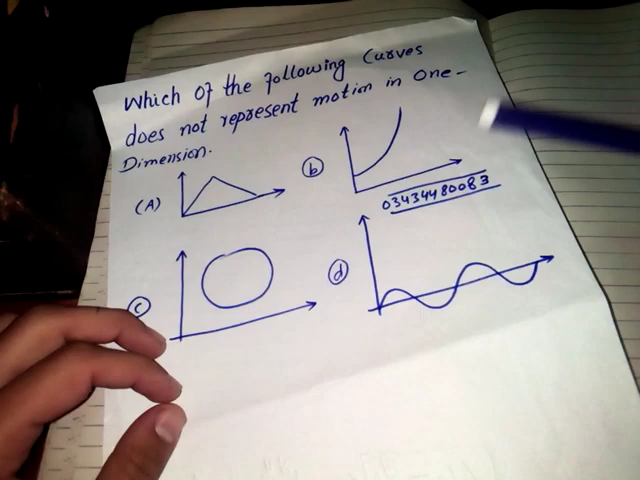 Which Of the following Curves
does not represent motion in One-
Dimension.
(A)
(b)
03434480083
(c)
(d)